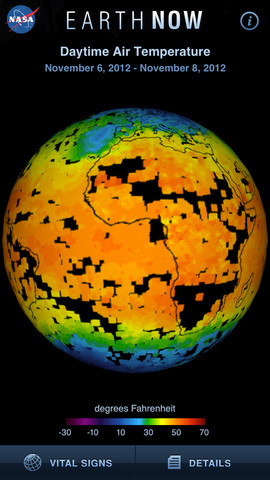 NASA
EARTH NOW
i
Daytime Air Temperature
November 6, 2012 - November 8, 2012
degrees Fahrenheit
-30 -10 10 30 50 70
VITAL SIGNS DETAILS